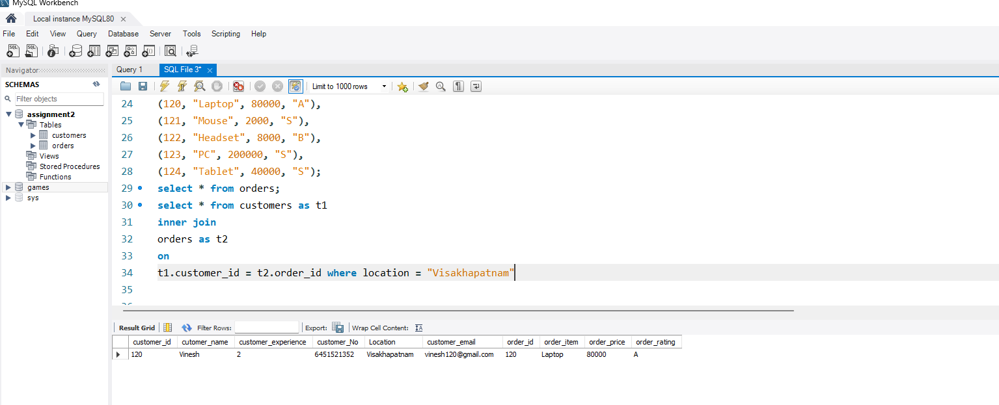 MySQL Workbench
Local instance MySQL80
File Edit View Query Database Server Tools Scripting Help
Navigator
SCHEMAS
Filter objects
assignment2
Tables
customers
orders
Views
Stored Procedures
Functions
games
sys
Query 1 SQL File 3*
Limit to 1000 rows
24 (120, "Laptop", 80000, "A"),
25 (121, "Mouse", 2000, "S"),
26 (122, "Headset", 8000, "B"),
27 (123, "PC", 200000, "S"),
28 (124, "Tablet", 40000, "S");
29 select * from orders;
30 select * from customers as t1
31 inner join
32 orders as t2
33 on
34 t1.customer_id = t2.order_id where location = "Visakhapatnam"
35
Result Grid Filter Rows: Export: Wrap Cell Content:
customer_id cutomer_name customer_experience customer_No Location customer_email order_id order_item order_price order_rating
120 Vinesh 2 6451521352 Visakhapatnam vinesh120@gmail.com 120 Laptop 80000 A